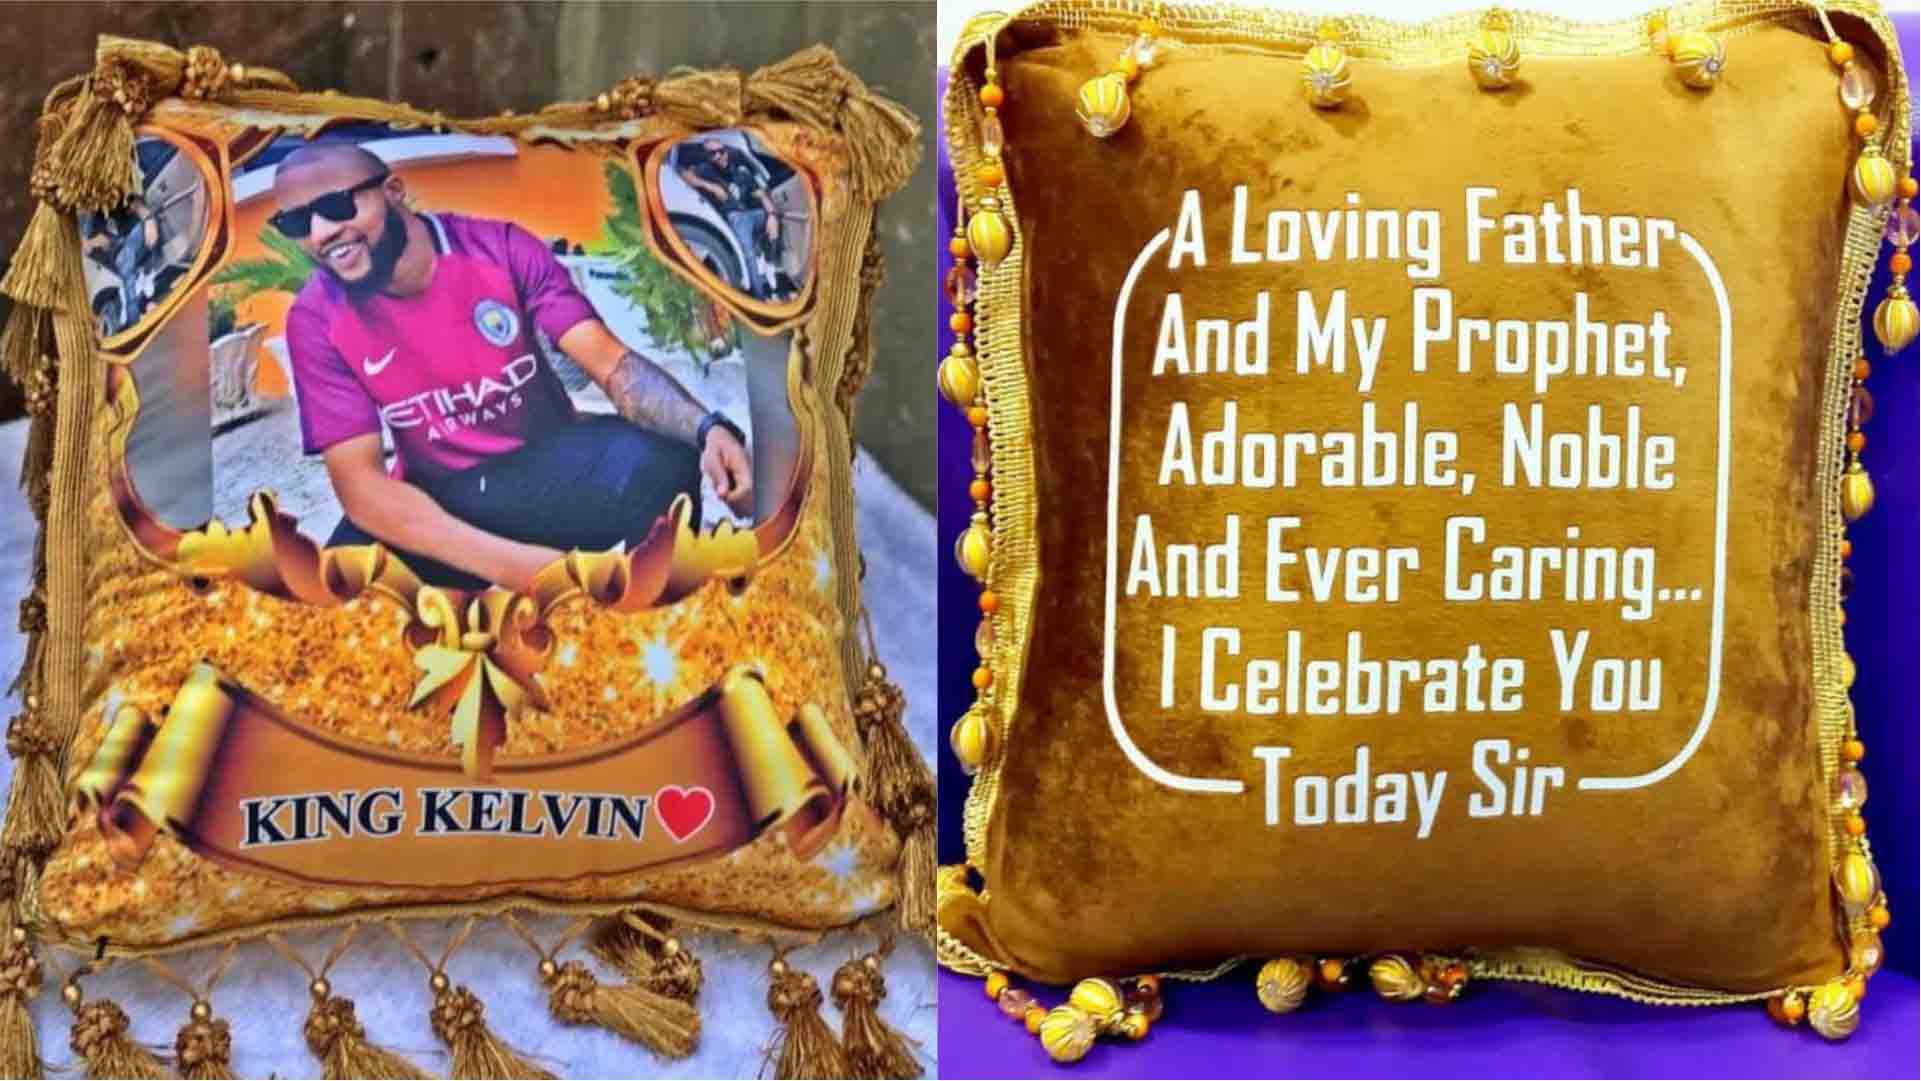 ETIHAD
AIRWAYS
KING KELVIN
A Loving Father
And My Prophet,
Adorable, Noble
And Ever Caring...
I Celebrate You
Today Sir